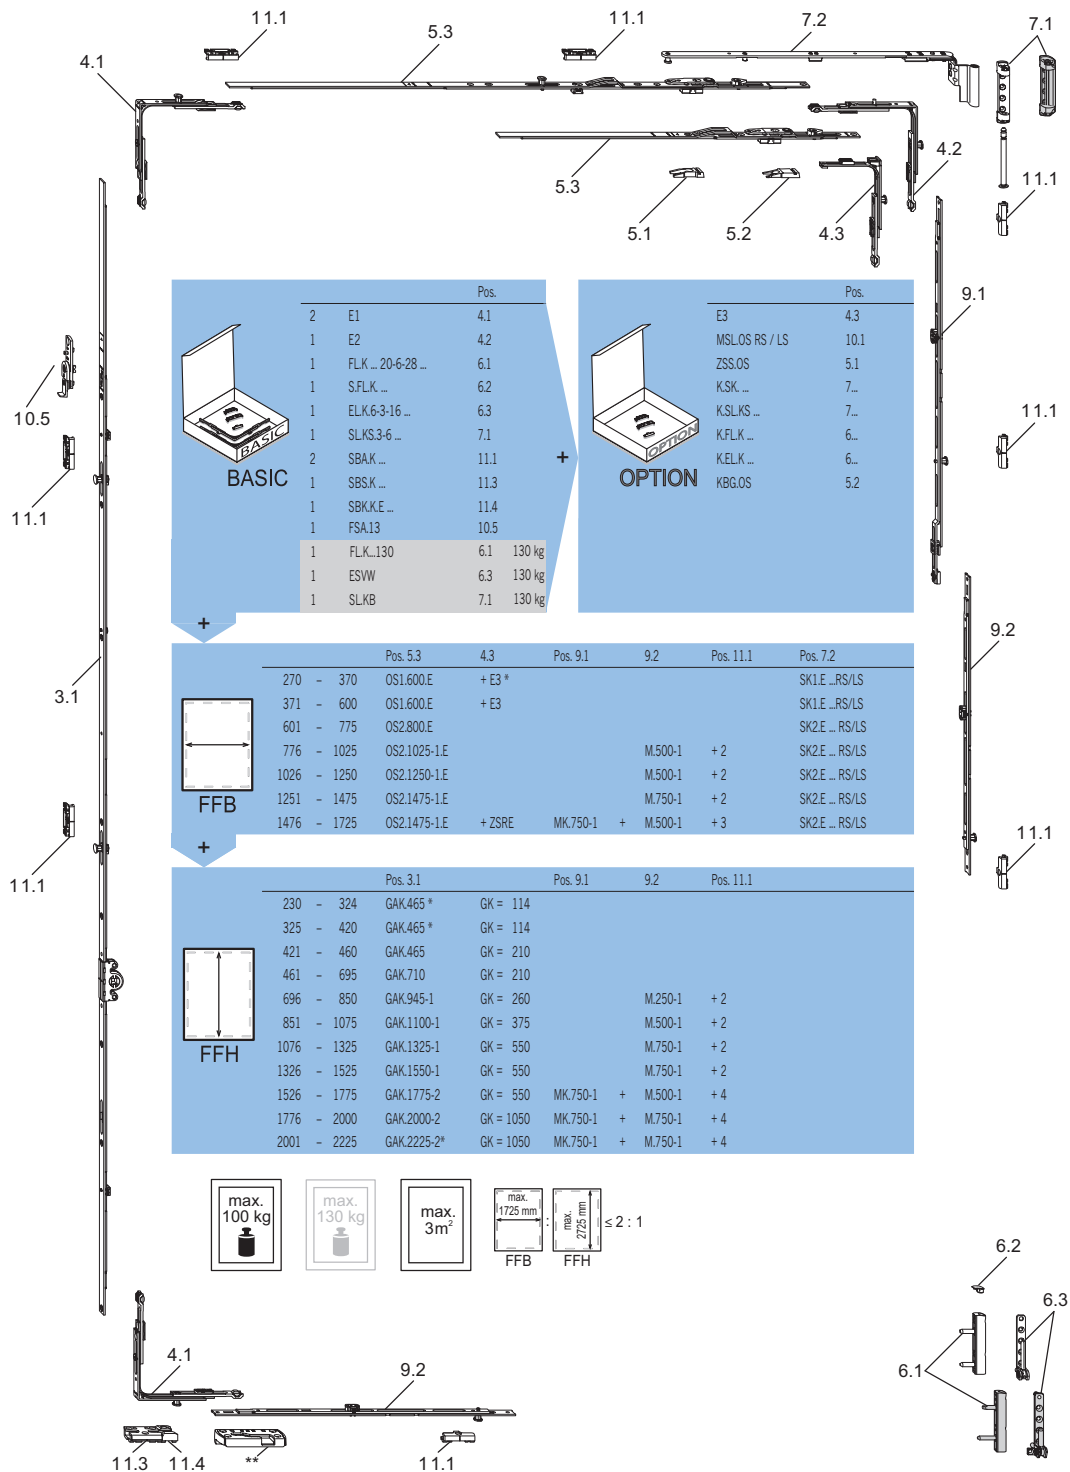 11.1
5.3
11.1
7.2
7.1
4.1
4.2
5.3
11.1
5.1
5.2
4.3
9.1
10.5
11.1
11.1
3.1
9.2
11.1
11.1
Pos.
2 E1 4.1
1 E2 4.2
1 FL.K ... 20-6-28 ... 6.1
1 S.FL.K. ... 6.2
1 EL.K.6-3-16 ... 6.3
1 SL.KS.3-6 ... 7.1
2 SBA.K ... 11.1
1 SBS.K ... 11.3
1 SBK.K.E ... 11.4
1 FSA.13 10.5
1 FL.K...130 6.1 130 kg
1 ESVW 6.3 130 kg
1 SL.KB 7.1 130 kg
BASIC
BASIC
+
Pos.
E3 4.3
MSL.OS RS / LS 10.1
ZSS.OS 5.1
K.SK. ... 7...
K.SL.KS ... 7...
K.FL.K ... 6...
K.EL.K ... 6...
KBG.OS 5.2
OPTION
OPTION
+
Pos. 5.3 4.3 Pos. 9.1 9.2 Pos. 11.1 Pos. 7.2
270 – 370 OS1.600.E + E3 * SK1.E ...RS/LS
371 – 600 OS1.600.E + E3 SK1.E ...RS/LS
601 – 775 OS2.800.E SK2.E ... RS/LS
776 – 1025 OS2.1025-1.E M.500-1 + 2 SK2.E ... RS/LS
1026 – 1250 OS2.1250-1.E M.500-1 + 2 SK2.E ... RS/LS
1251 – 1475 OS2.1475-1.E M.750-1 + 2 SK2.E ... RS/LS
1476 – 1725 OS2.1475-1.E + ZSRE MK.750-1 + M.500-1 + 3 SK2.E ... RS/LS
FFB
+
Pos. 3.1 Pos. 9.1 9.2 Pos. 11.1
230 – 324 GAK.465 * GK = 114
325 – 420 GAK.465 * GK = 114
421 – 460 GAK.465 GK = 210
461 – 695 GAK.710 GK = 210
696 – 850 GAK.945-1 GK = 260 M.250-1 + 2
851 – 1075 GAK.1100-1 GK = 375 M.500-1 + 2
1076 – 1325 GAK.1325-1 GK = 550 M.750-1 + 2
1326 – 1525 GAK.1550-1 GK = 550 M.750-1 + 2
1526 – 1775 GAK.1775-2 GK = 550 MK.750-1 + M.500-1 + 4
1776 – 2000 GAK.2000-2 GK = 1050 MK.750-1 + M.750-1 + 4
2001 – 2225 GAK.2225-2* GK = 1050 MK.750-1 + M.750-1 + 4
FFH
max.
100 kg
max.
130 kg
max.
3m²
max.
1725 mm
FFB
:
max.
2725 mm
FFH
≤ 2 : 1
6.2
6.3
6.1
4.1
9.2
11.3
11.4
**
11.1